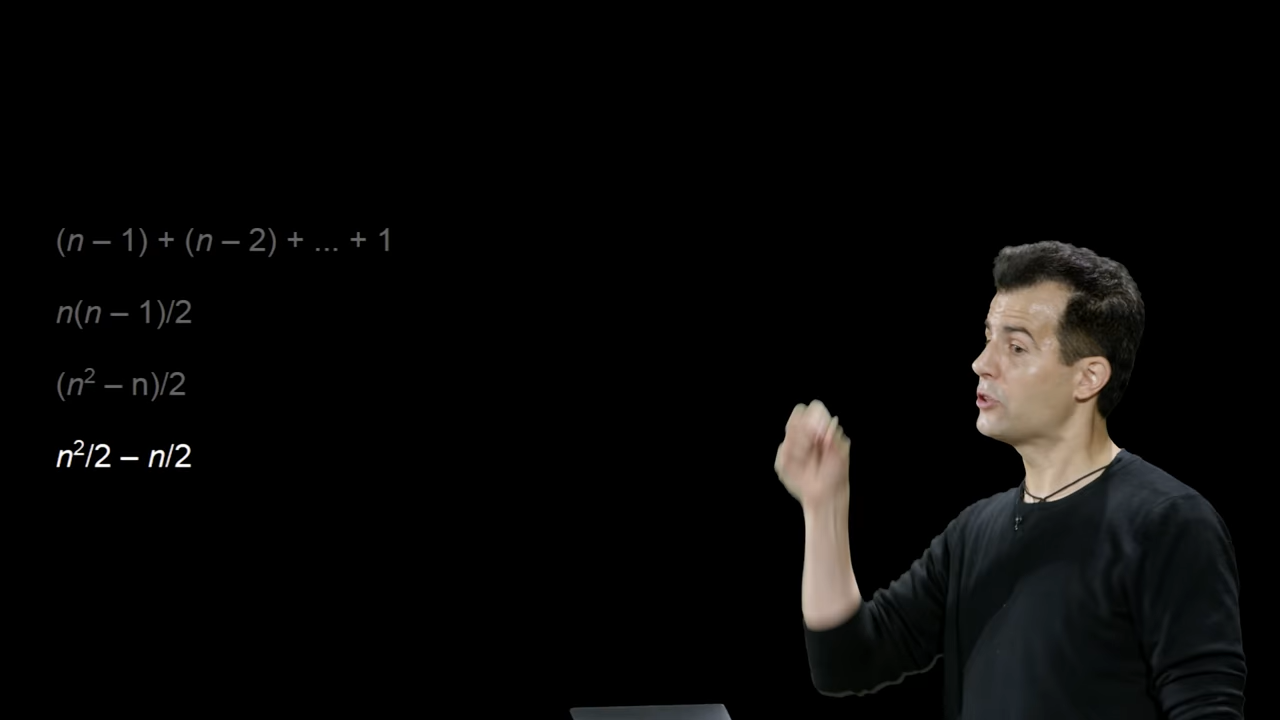 (n – 1) + (n – 2) + ... + 1
n(n – 1)/2
(n² – n)/2
n²/2 – n/2